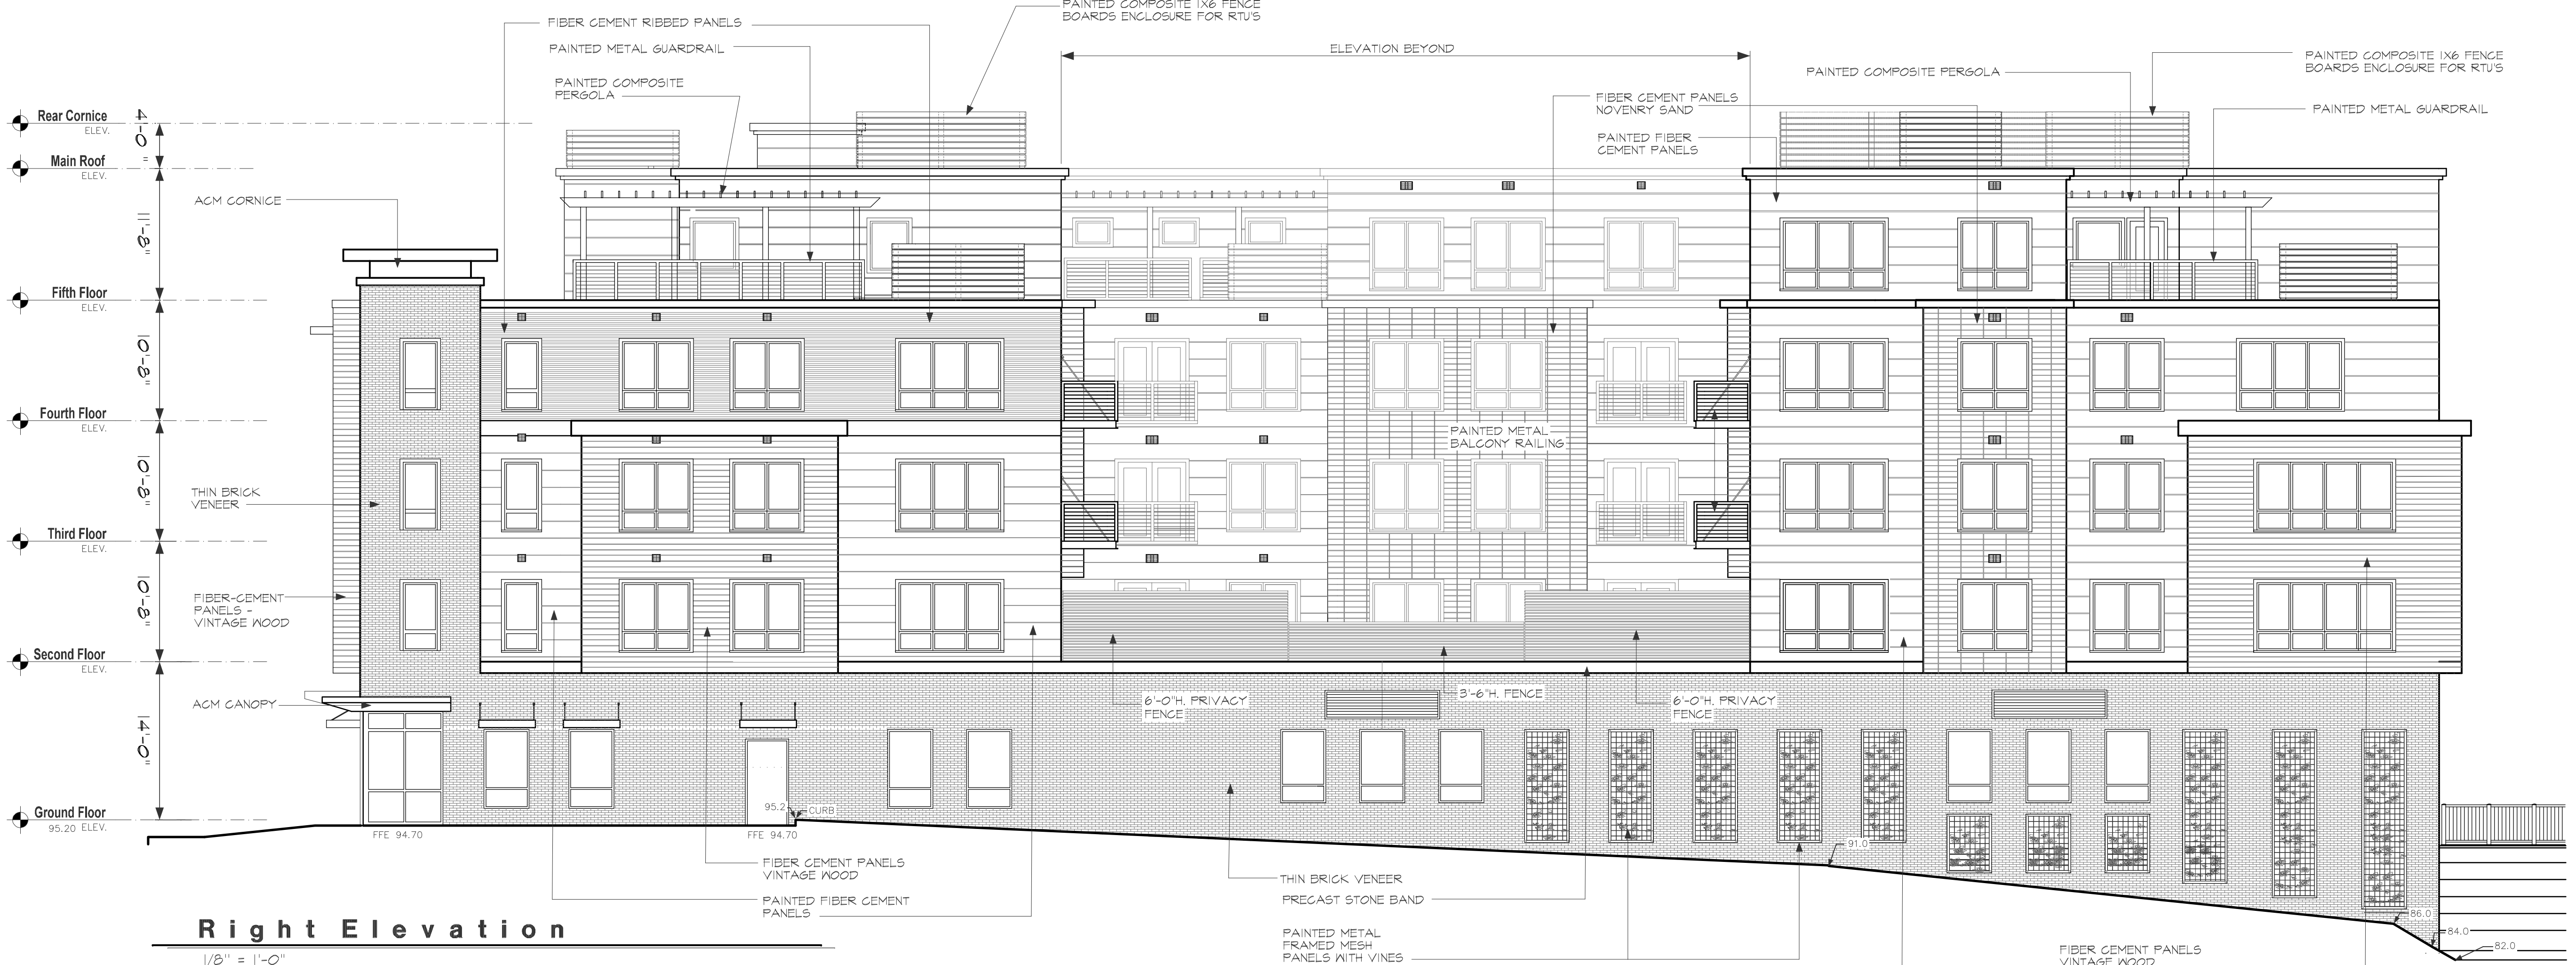 PAINTED COMPOSITE 1X6 FENCE
BOARDS ENCLOSURE FOR RTU'S
FIBER CEMENT RIBBED PANELS
PAINTED METAL GUARDRAIL
ELEVATION BEYOND
PAINTED COMPOSITE 1X6 FENCE
BOARDS ENCLOSURE FOR RTU'S
PAINTED COMPOSITE PERGOLA
PAINTED COMPOSITE
PERGOLA
FIBER CEMENT PANELS
NOVENRY SAND
PAINTED METAL GUARDRAIL
PAINTED FIBER
CEMENT PANELS
Rear Cornice
ELEV.
4'-0"
Main Roof
ELEV.
ACM CORNICE
11'-8"
Fifth Floor
ELEV.
10'-8"
Fourth Floor
ELEV.
PAINTED METAL
BALCONY RAILING
10'-8"
THIN BRICK
VENEER
Third Floor
ELEV.
10'-8"
FIBER-CEMENT
PANELS -
VINTAGE WOOD
Second Floor
ELEV.
ACM CANOPY
6'-0"H. PRIVACY
FENCE
3'-6"H. FENCE
6'-0"H. PRIVACY
FENCE
14'-0"
Ground Floor
95.20 ELEV.
95.2
CURB
FFE 94.70
FFE 94.70
91.0
FIBER CEMENT PANELS
VINTAGE WOOD
THIN BRICK VENEER
PAINTED FIBER CEMENT
PANELS
PRECAST STONE BAND
86.0
84.0
82.0
PAINTED METAL
FRAMED MESH
PANELS WITH VINES
FIBER CEMENT PANELS
VINTAGE WOOD
Right Elevation
1/8" = 1'-0"